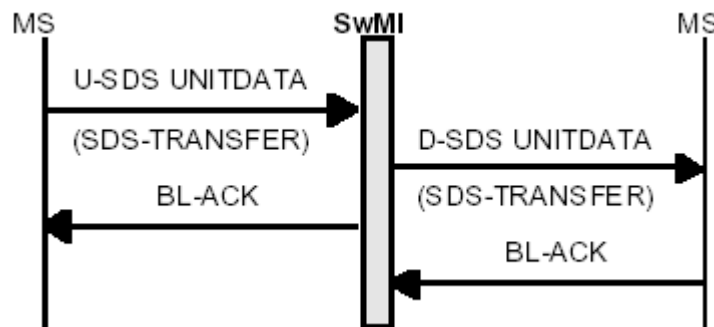 MS
SwMI
MS
U-SDS UNITDATA
(SDS-TRANSFER)
D-SDS UNITDATA
BL-ACK
(SDS-TRANSFER)
BL-ACK